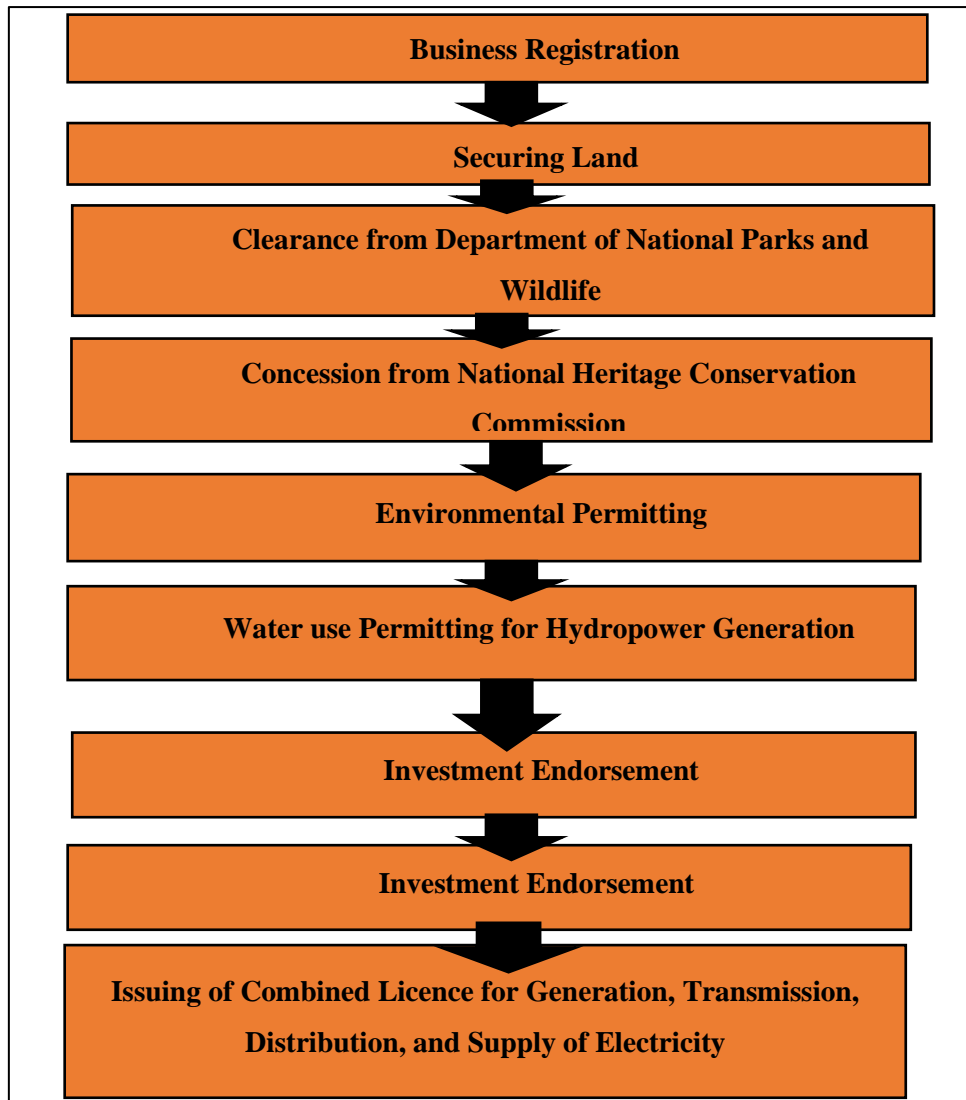 Business Registration
Securing Land
Clearance from Department of National Parks and
Wildlife
Concession from National Heritage Conservation
Commission
Environmental Permitting
Water use Permitting for Hydropower Generation
Investment Endorsement
Investment Endorsement
Issuing of Combined Licence for Generation, Transmission,
Distribution, and Supply of Electricity